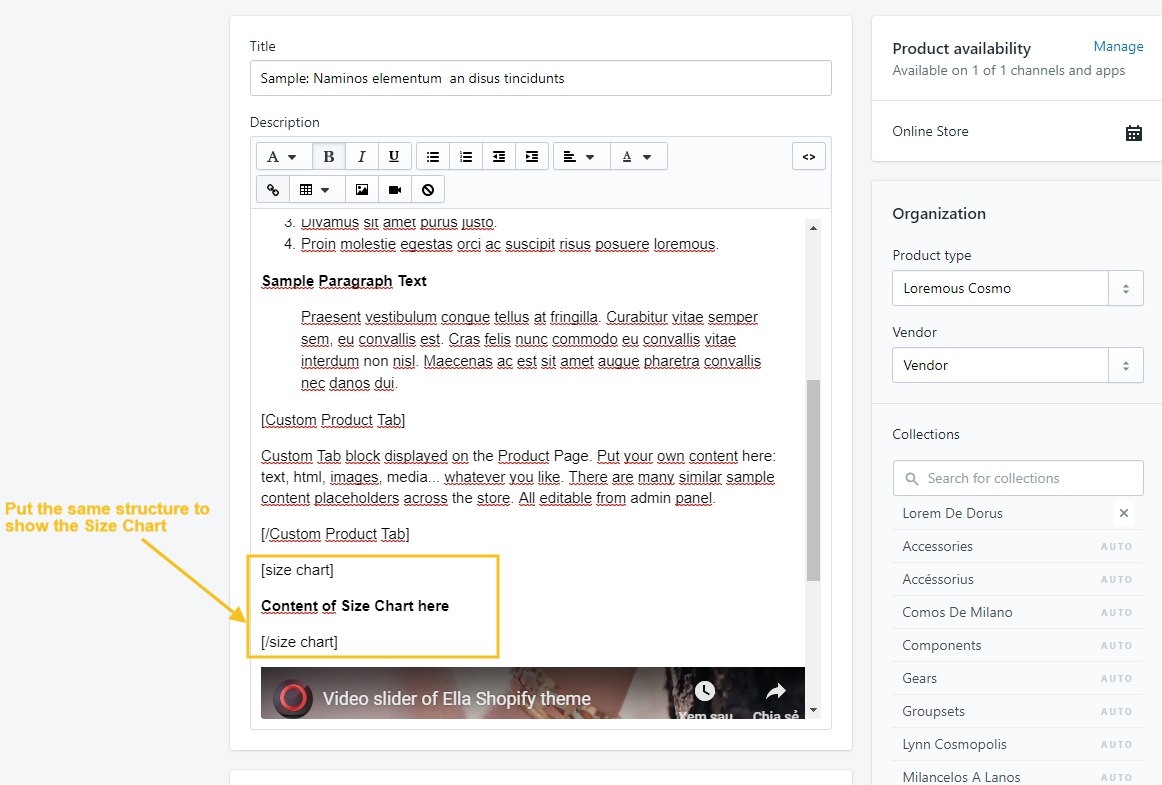 Title
Sample: Naminos elementum  an disus tincidunts
Description
A B I U A <>
3. Divamus sit amet purus justo.
4. Proin molestie egestas orci ac suscipit risus posuere loremous.
Sample Paragraph Text
Praesent vestibulum congue tellus at fringilla. Curabitur vitae semper
sem, eu convallis est. Cras felis nunc commodo eu convallis vitae
interdum non nisl. Maecenas ac est sit amet augue pharetra convallis
nec danos dui.
[Custom Product Tab]
Custom Tab block displayed on the Product Page. Put your own content here:
text, html, images, media... whatever you like. There are many similar sample
content placeholders across the store. All editable from admin panel.
[/Custom Product Tab]
[size chart]
Content of Size Chart here
[/size chart]
Video slider of Ella Shopify theme
Xem sau Chia sẻ
Put the same structure to
show the Size Chart
Product availability Manage
Available on 1 of 1 channels and apps
Online Store
Organization
Product type
Loremous Cosmo
Vendor
Vendor
Collections
Search for collections
Lorem De Dorus
Accessories AUTO
Accéssorius AUTO
Comos De Milano AUTO
Components AUTO
Gears AUTO
Groupsets AUTO
Lynn Cosmopolis AUTO
Milancelos A Lanos AUTO